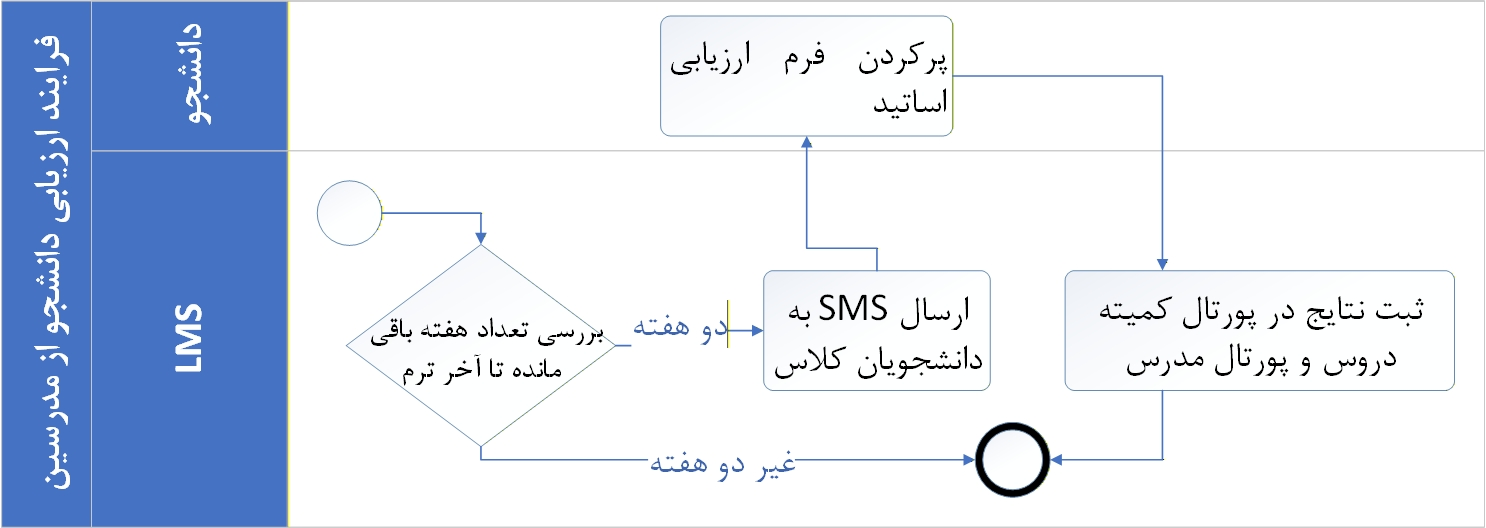 فرایند ارزیابی دانشجو از مدرسین
دانشجو
پرکردن فرم ارزیابی
اساتید
LMS
بررسی تعداد هفته باقی
مانده تا آخر ترم
دو هفته
ارسال SMS به
دانشجویان کلاس
ثبت نتایج در پورتال کمیته
دروس و پورتال مدرس
غیر دو هفته